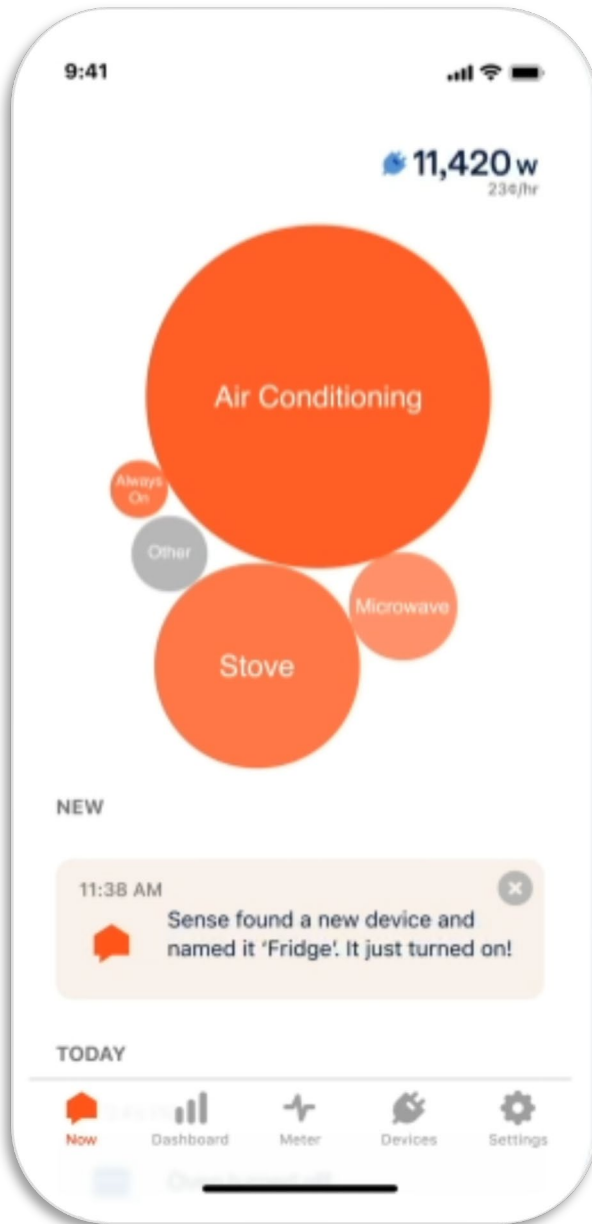 9:41
11,420 w
23¢/hr
Air Conditioning
Always
On
Other
Microwave
Stove
NEW
11:38 AM
Sense found a new device and
named it ‘Fridge’. It just turned on!
TODAY
Now
Dashboard
Meter
Devices
Settings